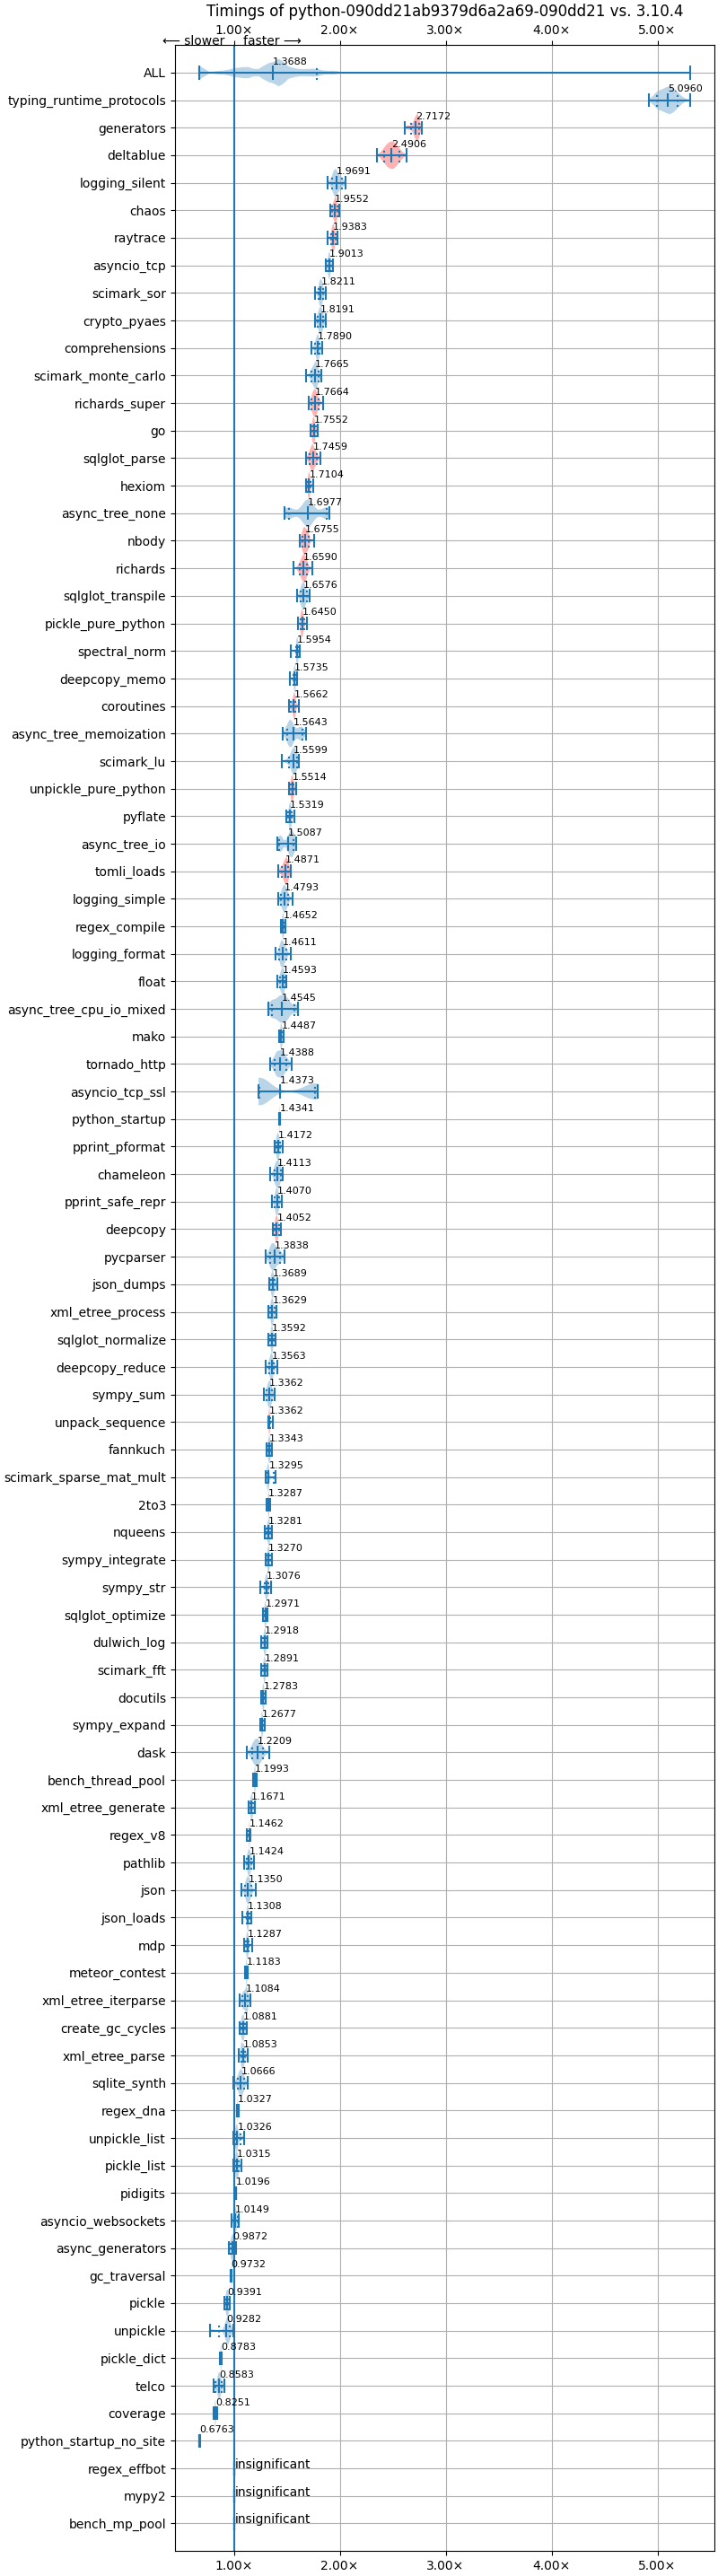 Timings of python-090dd21ab9379d6a2a69-090dd21 vs. 3.10.4
1.00× 2.00× 3.00× 4.00× 5.00×
⟵ slower faster ⟶
ALL 1.3688
typing_runtime_protocols 5.0960
generators 2.7172
deltablue 2.4906
logging_silent 1.9691
chaos 1.9552
raytrace 1.9383
asyncio_tcp 1.9013
scimark_sor 1.8211
crypto_pyaes 1.8191
comprehensions 1.7890
scimark_monte_carlo 1.7665
richards_super 1.7664
go 1.7552
sqlglot_parse 1.7459
hexiom 1.7104
async_tree_none 1.6977
nbody 1.6755
richards 1.6590
sqlglot_transpile 1.6576
pickle_pure_python 1.6450
spectral_norm 1.5954
deepcopy_memo 1.5735
coroutines 1.5662
async_tree_memoization 1.5643
scimark_lu 1.5599
unpickle_pure_python 1.5514
pyflate 1.5319
async_tree_io 1.5087
tomli_loads 1.4871
logging_simple 1.4793
regex_compile 1.4652
logging_format 1.4611
float 1.4593
async_tree_cpu_io_mixed 1.4545
mako 1.4487
tornado_http 1.4388
asyncio_tcp_ssl 1.4373
python_startup 1.4341
pprint_pformat 1.4172
chameleon 1.4113
pprint_safe_repr 1.4070
deepcopy 1.4052
pycparser 1.3838
json_dumps 1.3689
xml_etree_process 1.3629
sqlglot_normalize 1.3592
deepcopy_reduce 1.3563
sympy_sum 1.3362
unpack_sequence 1.3362
fannkuch 1.3343
scimark_sparse_mat_mult 1.3295
2to3 1.3287
nqueens 1.3281
sympy_integrate 1.3270
sympy_str 1.3076
sqlglot_optimize 1.2971
dulwich_log 1.2918
scimark_fft 1.2891
docutils 1.2783
sympy_expand 1.2677
dask 1.2209
bench_thread_pool 1.1993
xml_etree_generate 1.1671
regex_v8 1.1462
pathlib 1.1424
json 1.1350
json_loads 1.1308
mdp 1.1287
meteor_contest 1.1183
xml_etree_iterparse 1.1084
create_gc_cycles 1.0881
xml_etree_parse 1.0853
sqlite_synth 1.0666
regex_dna 1.0327
unpickle_list 1.0326
pickle_list 1.0315
pidigits 1.0196
asyncio_websockets 1.0149
async_generators 0.9872
gc_traversal 0.9732
pickle 0.9391
unpickle 0.9282
pickle_dict 0.8783
telco 0.8583
coverage 0.8251
python_startup_no_site 0.6763
regex_effbot insignificant
mypy2 insignificant
bench_mp_pool insignificant
1.00× 2.00× 3.00× 4.00× 5.00×